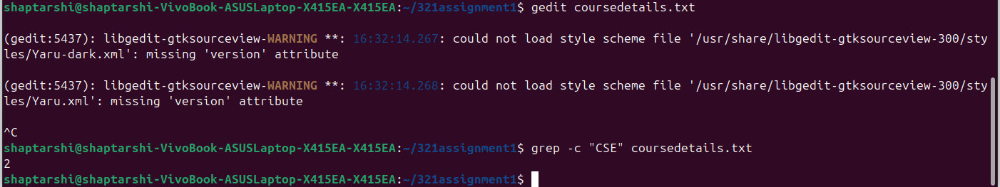 shaptarshi@shaptarshi-VivoBook-ASUSLaptop-X415EA-X415EA:~/321assignment1$ gedit coursedetails.txt
(gedit:5437): libgedit-gtksourceview-WARNING **: 16:32:14.267: could not load style scheme file '/usr/share/libgedit-gtksourceview-300/sty
les/Yaru-dark.xml': missing 'version' attribute
(gedit:5437): libgedit-gtksourceview-WARNING **: 16:32:14.268: could not load style scheme file '/usr/share/libgedit-gtksourceview-300/sty
les/Yaru.xml': missing 'version' attribute
^C
shaptarshi@shaptarshi-VivoBook-ASUSLaptop-X415EA-X415EA:~/321assignment1$ grep -c "CSE" coursedetails.txt
2
shaptarshi@shaptarshi-VivoBook-ASUSLaptop-X415EA-X415EA:~/321assignment1$